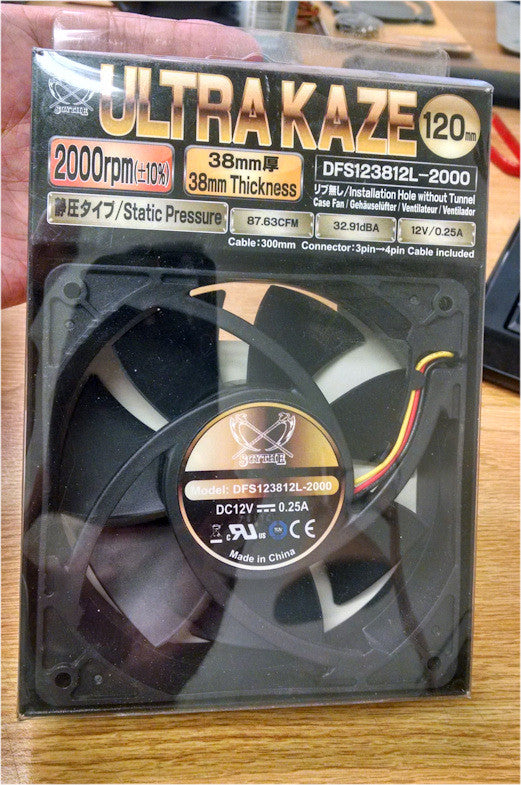 SCYTHE
ULTRA KAZE
120mm
2000rpm(±10%)
38mm厚
38mm Thickness
DFS123812L-2000
リブ無し/Installation Hole without Tunnel
Case Fan / Gehäuselüfter / Ventilateur / Ventilador
静圧タイプ/Static Pressure
87.63CFM
32.91dBA
12V/0.25A
Cable:300mm Connector:3pin→4pin Cable included
SCYTHE
Model: DFS123812L-2000
DC12V ⎓ 0.25A
c RU us CE
Made in China